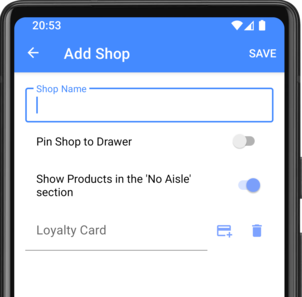 20:53
Add Shop
SAVE
Shop Name
Pin Shop to Drawer
Show Products in the 'No Aisle'
section
Loyalty Card